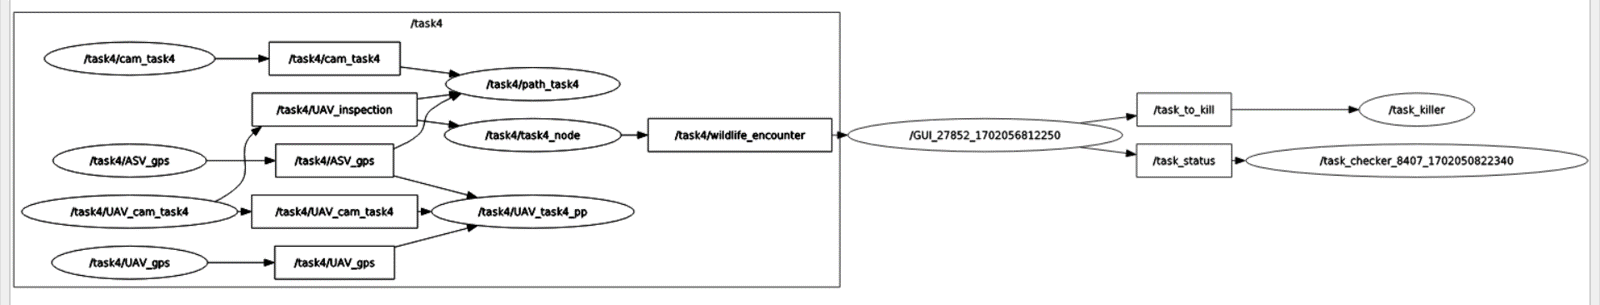 /task4
/task4/cam_task4
/task4/cam_task4
/task4/path_task4
/task4/UAV_inspection
/task4/task4_node
/task4/wildlife_encounter
/task4/ASV_gps
/task4/ASV_gps
/task4/UAV_cam_task4
/task4/UAV_cam_task4
/task4/UAV_task4_pp
/task4/UAV_gps
/task4/UAV_gps
/GUI_27852_1702056812250
/task_to_kill
/task_killer
/task_status
/task_checker_8407_1702050822340